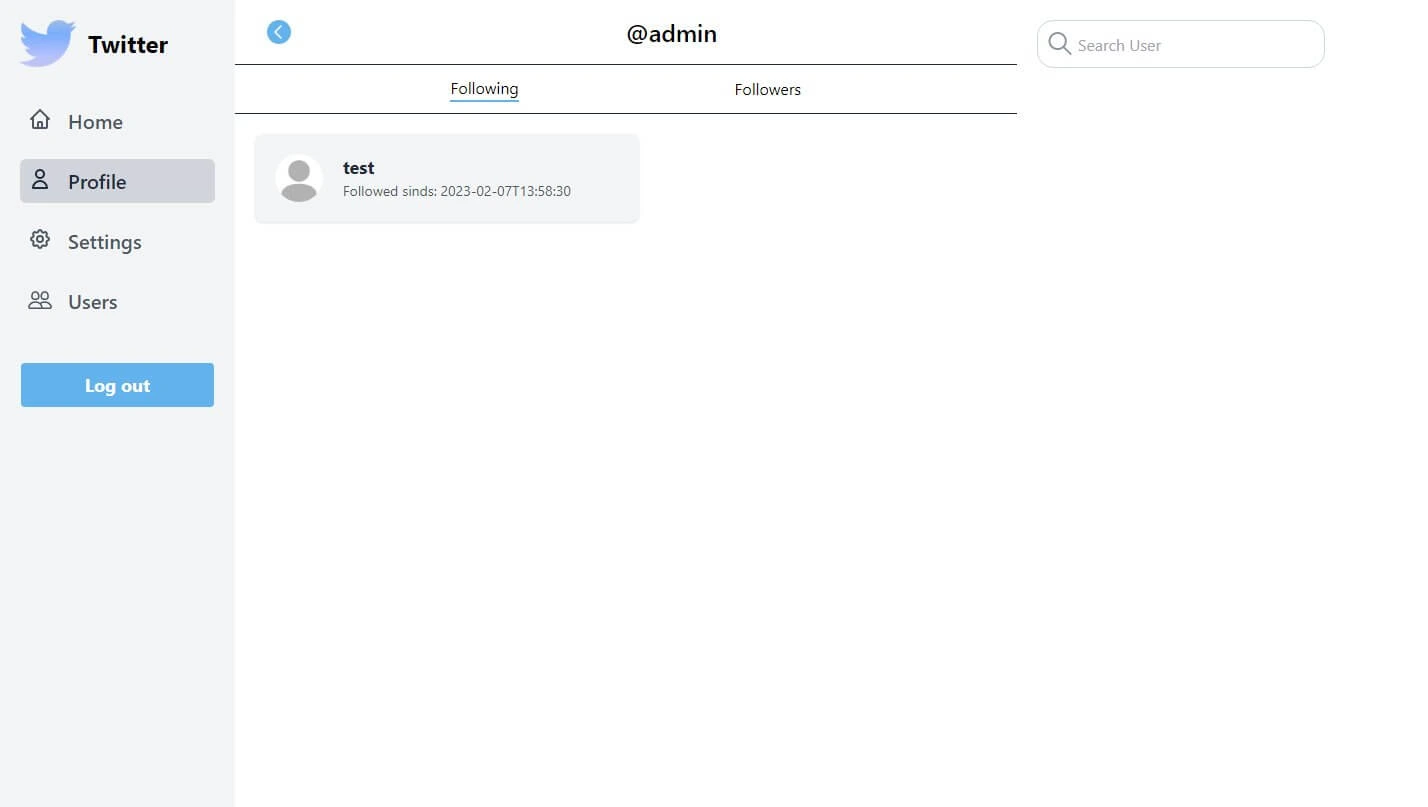 Twitter
Home
Profile
Settings
Users
Log out
@admin
Following
Followers
test
Followed sinds: 2023-02-07T13:58:30
Search User